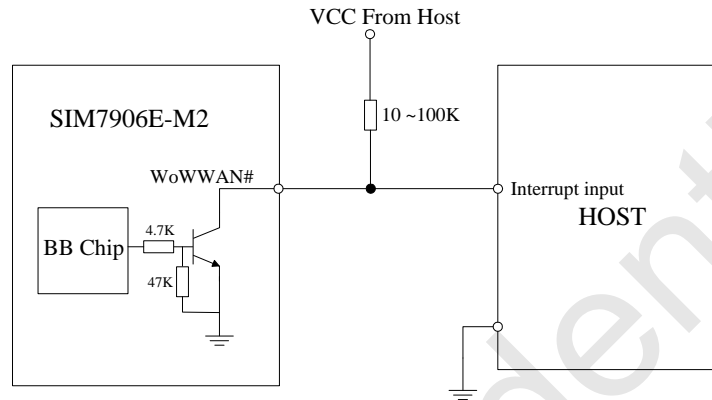 VCC From Host
SIM7906E-M2
10 ~100K
WoWWAN#
Interrupt input
HOST
BB Chip
4.7K
47K